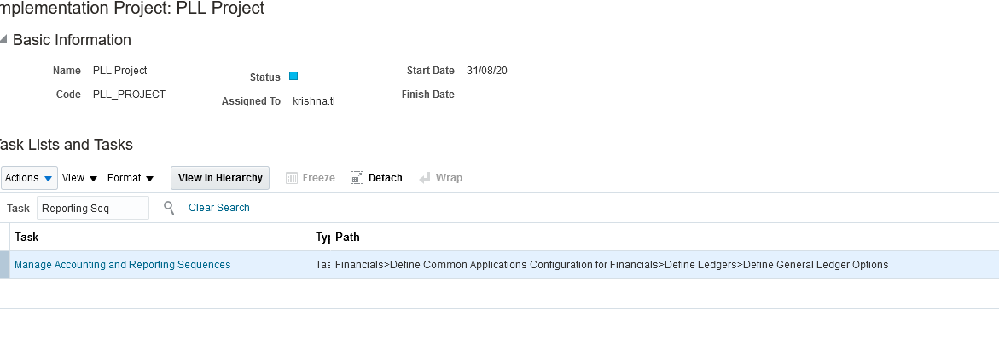 mplementation Project: PLL Project
Basic Information
Name PLL Project Status Start Date 31/08/20
Code PLL_PROJECT Assigned To krishna.tl Finish Date
ask Lists and Tasks
Actions View Format View in Hierarchy Freeze Detach Wrap
Task Reporting Seq Clear Search
Task Typ Path
Manage Accounting and Reporting Sequences Tas Financials>Define Common Applications Configuration for Financials>Define Ledgers>Define General Ledger Options